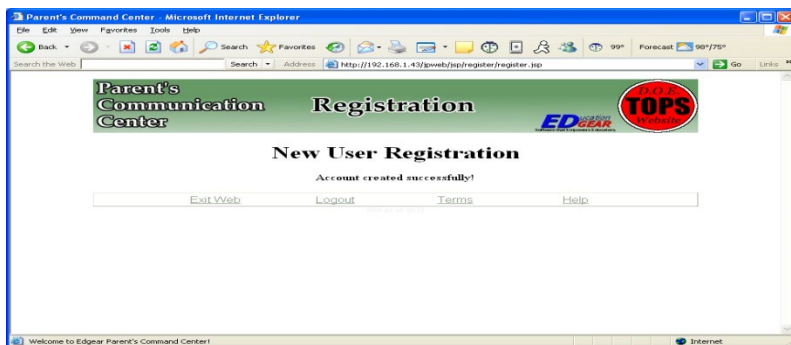 Parent's Command Center - Microsoft Internet Explorer
File Edit View Favorites Tools Help
Back Search Favorites 99° Forecast 90°/75°
Search the Web Search Address http://192.168.1.43/jpweb/jsp/register/register.jsp Go Links »
Parent's
Communication
Center
Registration
EDucation
GEAR
D.O.E.
TOPS
Website
New User Registration
Account created successfully!
Exit Web Logout Terms Help
Welcome to Edgear Parent's Command Center!
Internet